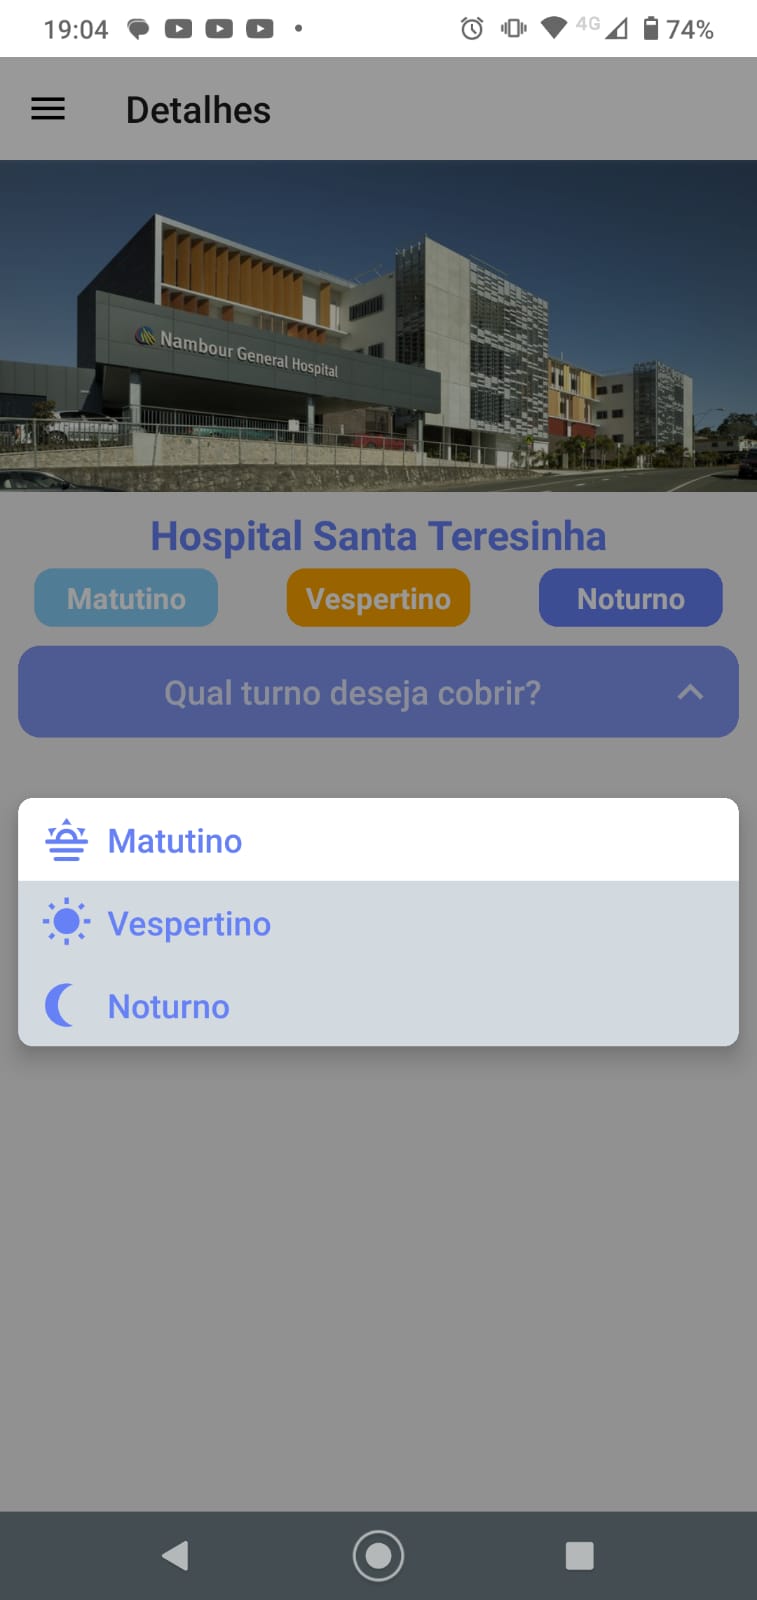 19:04 4G 74%
Detalhes
Nambour General Hospital
Hospital Santa Teresinha
Matutino Vespertino Noturno
Qual turno deseja cobrir?
Matutino
Vespertino
Noturno